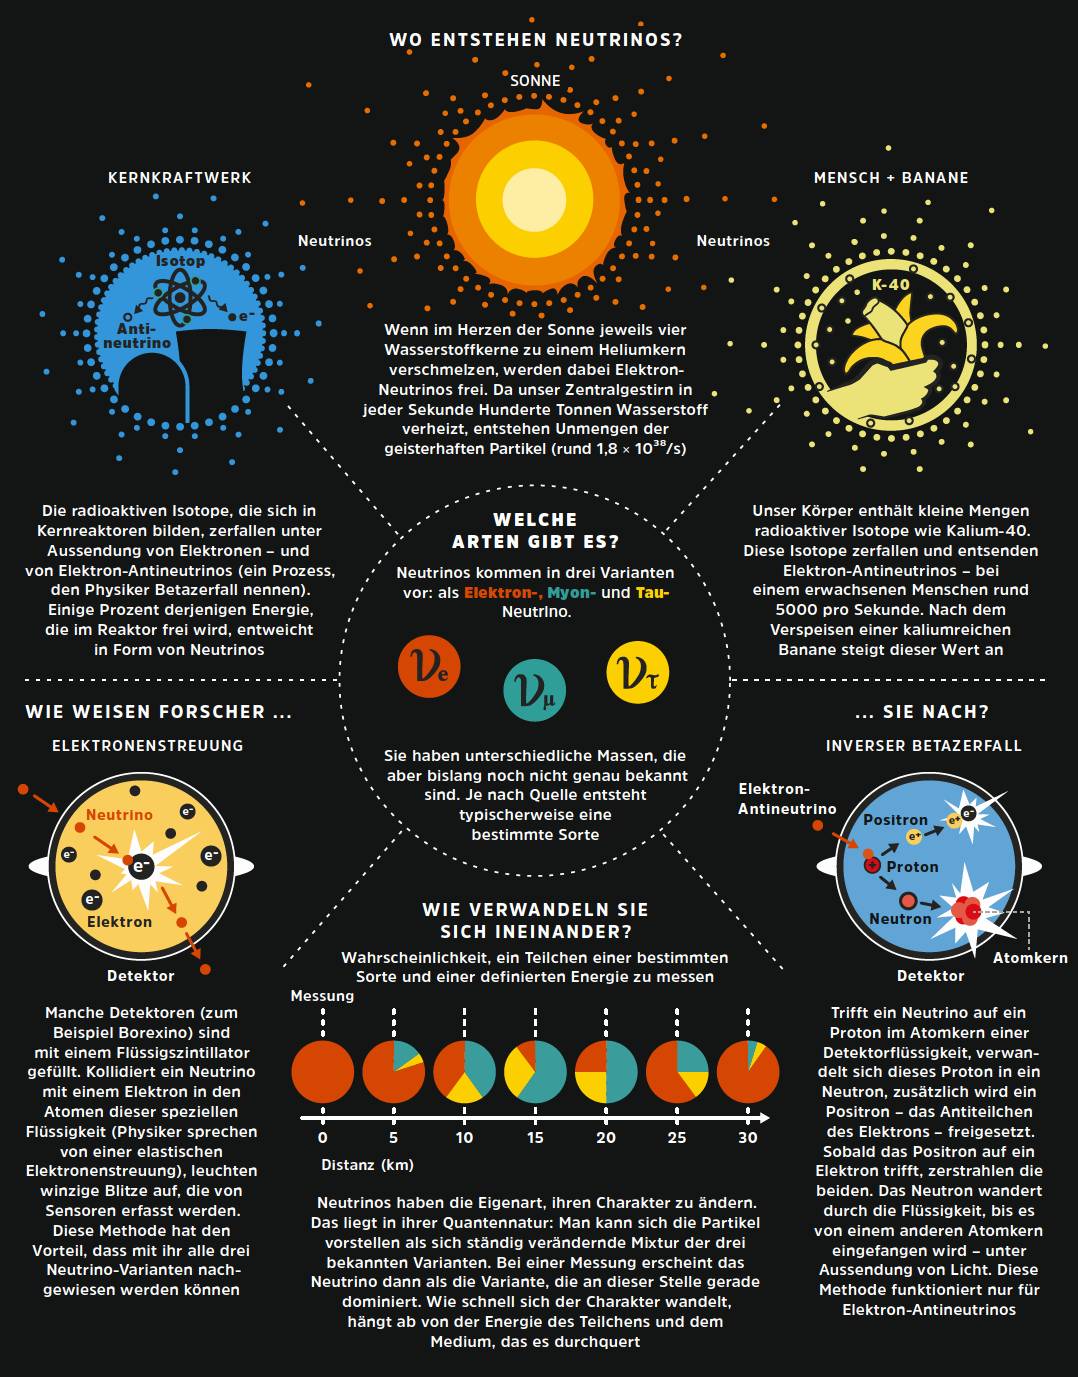 WO ENTSTEHEN NEUTRINOS?
SONNE
KERNKRAFTWERK
MENSCH + BANANE
Neutrinos
Neutrinos
Isotop
e⁻
Anti-
neutrino
K-40
Wenn im Herzen der Sonne jeweils vier
Wasserstoffkerne zu einem Heliumkern
verschmelzen, werden dabei Elektron-
Neutrinos frei. Da unser Zentralgestirn in
jeder Sekunde Hunderte Tonnen Wasserstoff
verheizt, entstehen Unmengen der
geisterhaften Partikel (rund 1,8 × 10³⁸/s)
Die radioaktiven Isotope, die sich in
Kernreaktoren bilden, zerfallen unter
Aussendung von Elektronen – und
von Elektron-Antineutrinos (ein Prozess,
den Physiker Betazerfall nennen).
Einige Prozent derjenigen Energie,
die im Reaktor frei wird, entweicht
in Form von Neutrinos
Unser Körper enthält kleine Mengen
radioaktiver Isotope wie Kalium-40.
Diese Isotope zerfallen und entsenden
Elektron-Antineutrinos – bei
einem erwachsenen Menschen rund
5000 pro Sekunde. Nach dem
Verspeisen einer kaliumreichen
Banane steigt dieser Wert an
WELCHE
ARTEN GIBT ES?
Neutrinos kommen in drei Varianten
vor: als Elektron-, Myon- und Tau-
NeutrIno.
νe
νμ
ντ
Sie haben unterschiedliche Massen, die
aber bislang noch nicht genau bekannt
sind. Je nach Quelle entsteht
typischerweise eine
bestimmte Sorte
WIE WEISEN FORSCHER ...
... SIE NACH?
ELEKTRONENSTREUUNG
Neutrino
e⁻
e⁻
e⁻
e⁻
e⁻
Elektron
Detektor
Manche Detektoren (zum
Beispiel Borexino) sind
mit einem Flüssigszintillator
gefüllt. Kollidiert ein Neutrino
mit einem Elektron in den
Atomen dieser speziellen
Flüssigkeit (Physiker sprechen
von einer elastischen
Elektronenstreuung), leuchten
winzige Blitze auf, die von
Sensoren erfasst werden.
Diese Methode hat den
Vorteil, dass mit ihr alle drei
Neutrino-Varianten nach-
gewiesen werden können
WIE VERWANDELN SIE
SICH INEINANDER?
Wahrscheinlichkeit, ein Teilchen einer bestimmten
Sorte und einer definierten Energie zu messen
Messung
0 5 10 15 20 25 30
Distanz (km)
Neutrinos haben die Eigenart, ihren Charakter zu ändern.
Das liegt in ihrer Quantennatur: Man kann sich die Partikel
vorstellen als sich ständig verändernde Mixtur der drei
bekannten Varianten. Bei einer Messung erscheint das
Neutrino dann als die Variante, die an dieser Stelle gerade
dominiert. Wie schnell sich der Charakter wandelt,
hängt ab von der Energie des Teilchens und dem
Medium, das es durchquert
INVERSER BETAZERFALL
Elektron-
Antineutrino
Positron
e⁺
e⁺
e⁻
+
Proton
Neutron
Atomkern
Detektor
Trifft ein Neutrino auf ein
Proton im Atomkern einer
Detektorflüssigkeit, verwan-
delt sich dieses Proton in ein
Neutron, zusätzlich wird ein
Positron – das Antiteilchen
des Elektrons – freigesetzt.
Sobald das Positron auf ein
Elektron trifft, zerstrahlen die
beiden. Das Neutron wandert
durch die Flüssigkeit, bis es
von einem anderen Atomkern
eingefangen wird – unter
Aussendung von Licht. Diese
Methode funktioniert nur für
Elektron-Antineutrinos